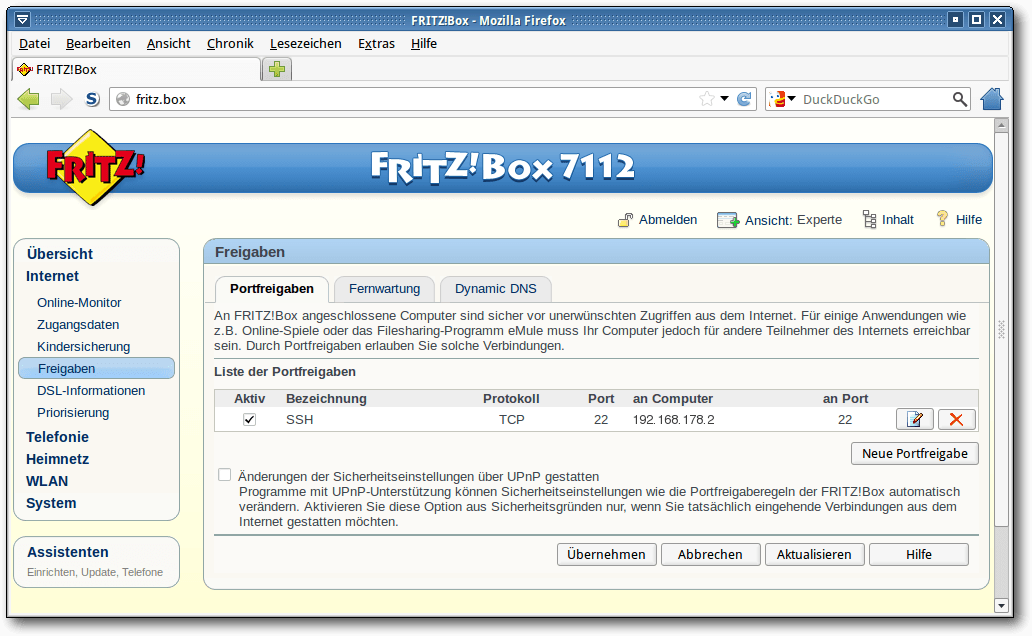 FRITZ!Box - Mozilla Firefox
Datei Bearbeiten Ansicht Chronik Lesezeichen Extras Hilfe
FRITZ!Box
S fritz.box DuckDuckGo
FRITZ! FRITZ!Box 7112
Abmelden Ansicht: Experte Inhalt Hilfe
Übersicht
Internet
Online-Monitor
Zugangsdaten
Kindersicherung
Freigaben
DSL-Informationen
Priorisierung
Telefonie
Heimnetz
WLAN
System
Assistenten
Einrichten, Update, Telefone
Freigaben
Portfreigaben Fernwartung Dynamic DNS
An FRITZ!Box angeschlossene Computer sind sicher vor unerwünschten Zugriffen aus dem Internet. Für einige Anwendungen wie
z.B. Online-Spiele oder das Filesharing-Programm eMule muss Ihr Computer jedoch für andere Teilnehmer des Internets erreichbar
sein. Durch Portfreigaben erlauben Sie solche Verbindungen.
Liste der Portfreigaben
Aktiv Bezeichnung Protokoll Port an Computer an Port
SSH TCP 22 192.168.178.2 22
Neue Portfreigabe
Änderungen der Sicherheitseinstellungen über UPnP gestatten
Programme mit UPnP-Unterstützung können Sicherheitseinstellungen wie die Portfreigaberegeln der FRITZ!Box automatisch
verändern. Aktivieren Sie diese Option aus Sicherheitsgründen nur, wenn Sie tatsächlich eingehende Verbindungen aus dem
Internet gestatten möchten.
Übernehmen Abbrechen Aktualisieren Hilfe